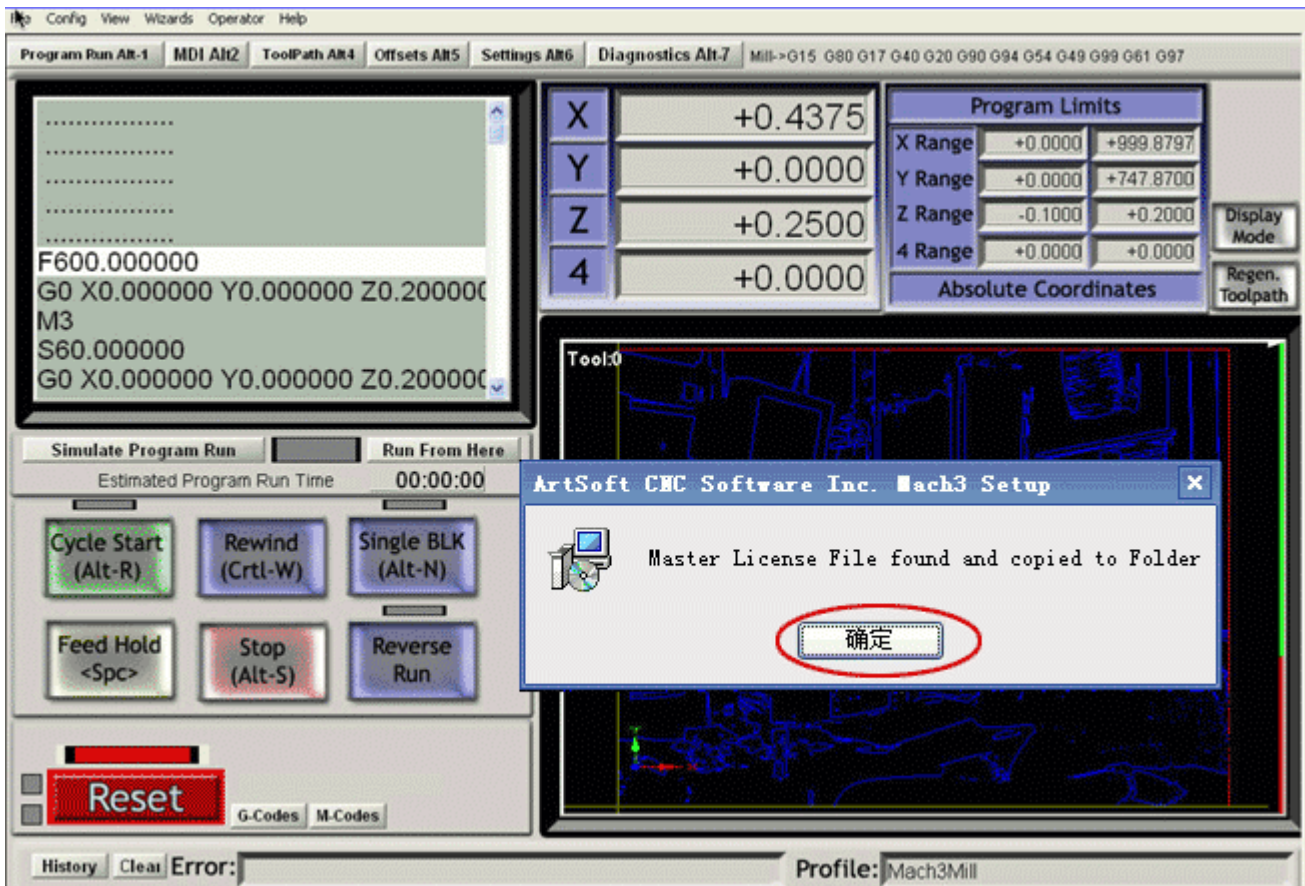 Config View Wizards Operator Help
Program Run Alt-1 MDI Alt2 ToolPath Alt4 Offsets Alt5 Settings Alt6 Diagnostics Alt-7 Mill->G15 G80 G17 G40 G20 G90 G94 G54 G49 G99 G61 G97
.................
.................
.................
.................
.................
F600.000000
G0 X0.000000 Y0.000000 Z0.200000
M3
S60.000000
G0 X0.000000 Y0.000000 Z0.200000
X +0.4375
Y +0.0000
Z +0.2500
4 +0.0000
Program Limits
X Range +0.0000 +999.8797
Y Range +0.0000 +747.8700
Z Range -0.1000 +0.2000
4 Range +0.0000 +0.0000
Absolute Coordinates
Display
Mode
Regen.
Toolpath
Tool:0
Simulate Program Run Run From Here
Estimated Program Run Time 00:00:00
Cycle Start
(Alt-R)
Rewind
(Crtl-W)
Single BLK
(Alt-N)
Feed Hold
<Spc>
Stop
(Alt-S)
Reverse
Run
ArtSoft CNC Software Inc. Mach3 Setup
Master License File found and copied to Folder
确定
Reset
G-Codes M-Codes
History Clear Error: Profile: Mach3Mill